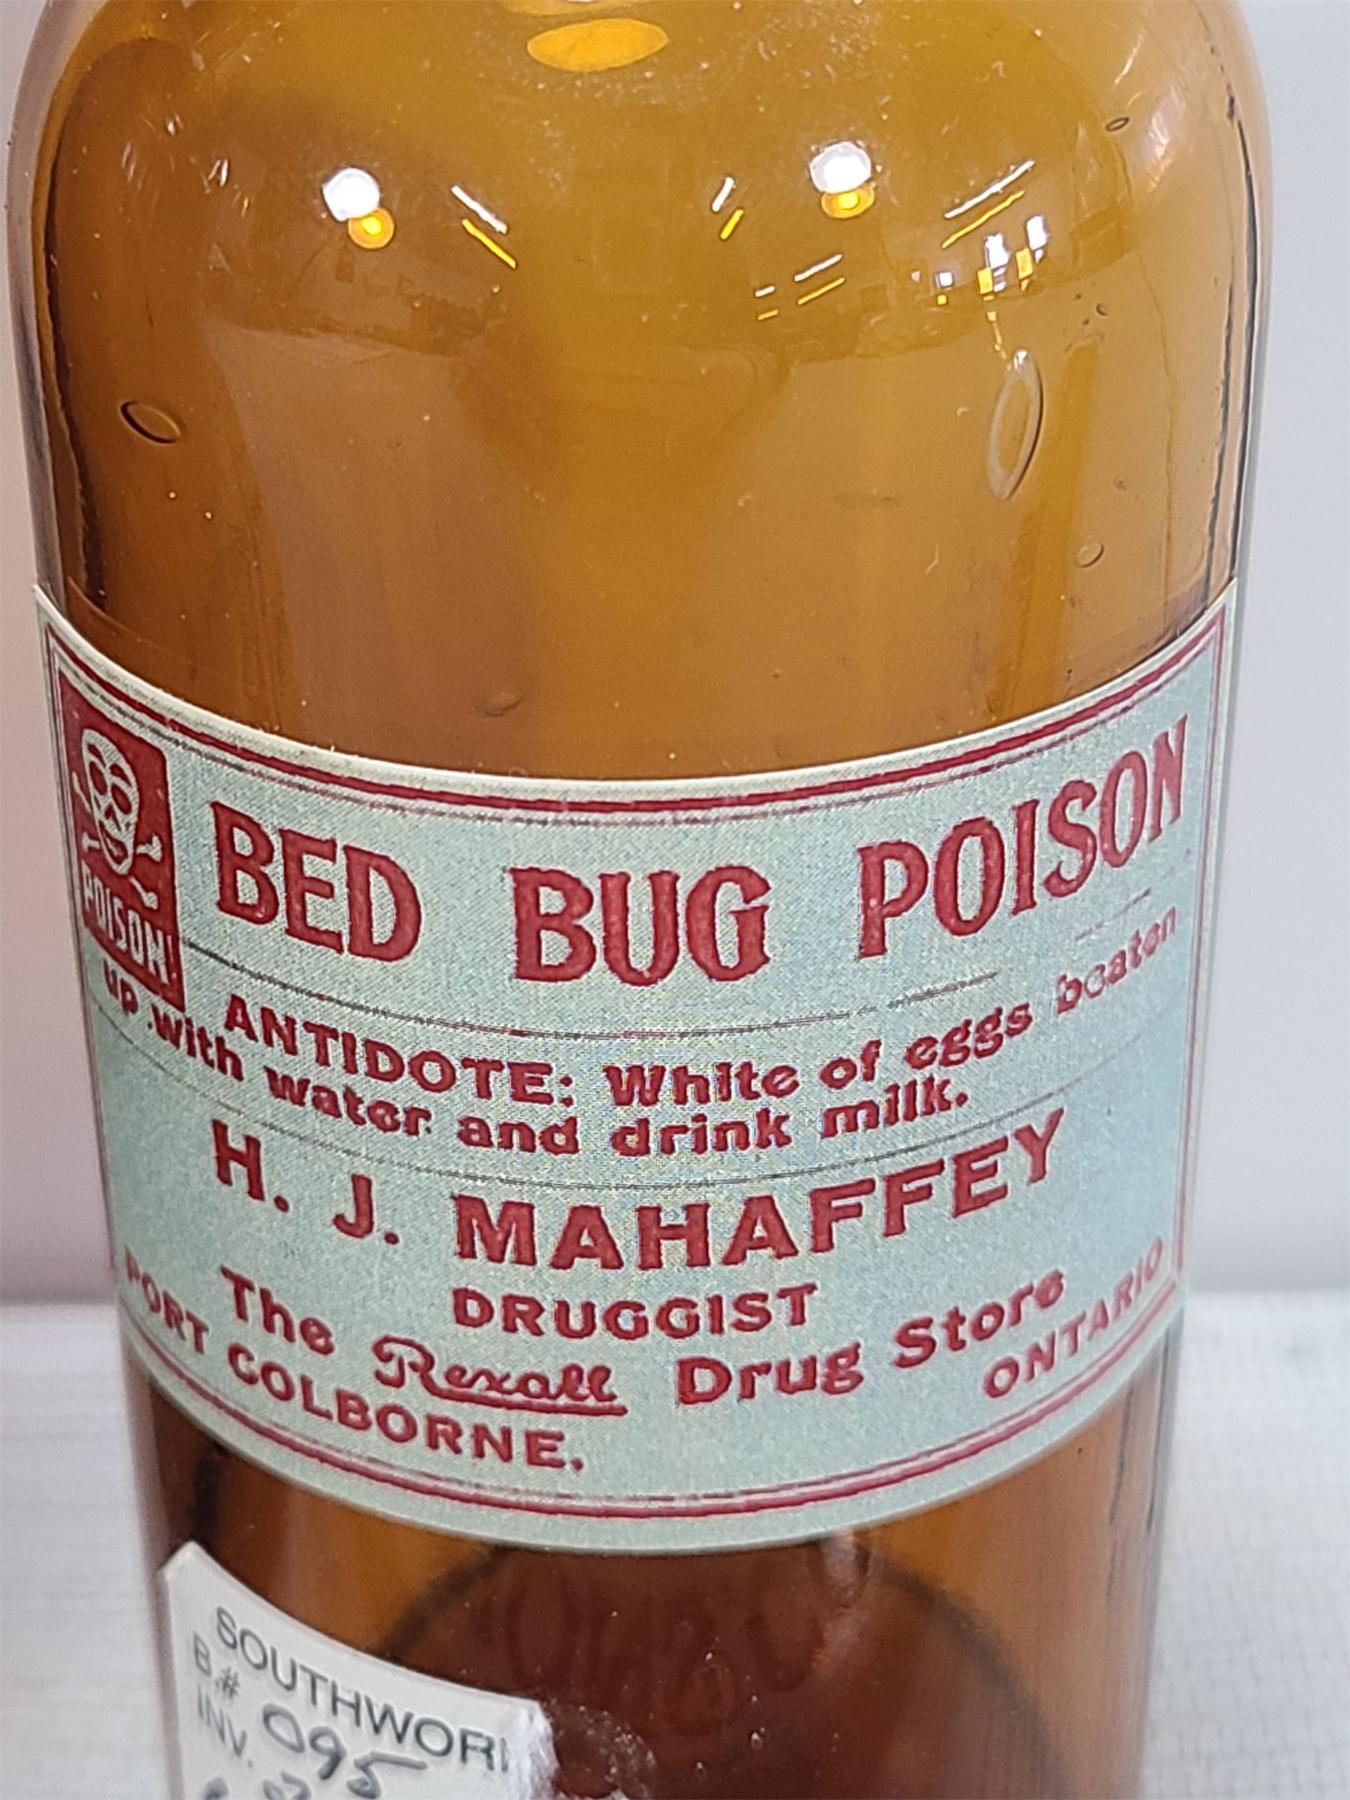 POISON
BED BUG POISON
ANTIDOTE: White of eggs beaten
up with water and drink milk.
H. J. MAHAFFEY
DRUGGIST
The Rexall Drug Store
PORT COLBORNE. ONTARIO
SOUTHWOR
B# 095
INV.